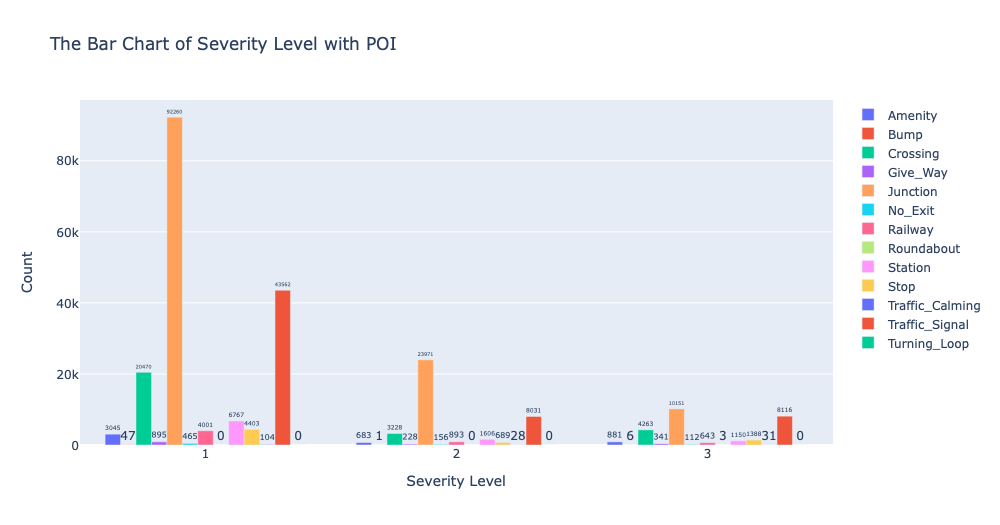 The Bar Chart of Severity Level with POI
Count
80k
60k
40k
20k
0
3045 47 20470 895 92260 465 4001 0 6767 4403 104 43562 0
683 1 3228 228 23971 156 893 0 1606 689 28 8031 0
881 6 4263 341 10151 112 643 3 1150 1388 31 8116 0
1 2 3
Severity Level
Amenity
Bump
Crossing
Give_Way
Junction
No_Exit
Railway
Roundabout
Station
Stop
Traffic_Calming
Traffic_Signal
Turning_Loop